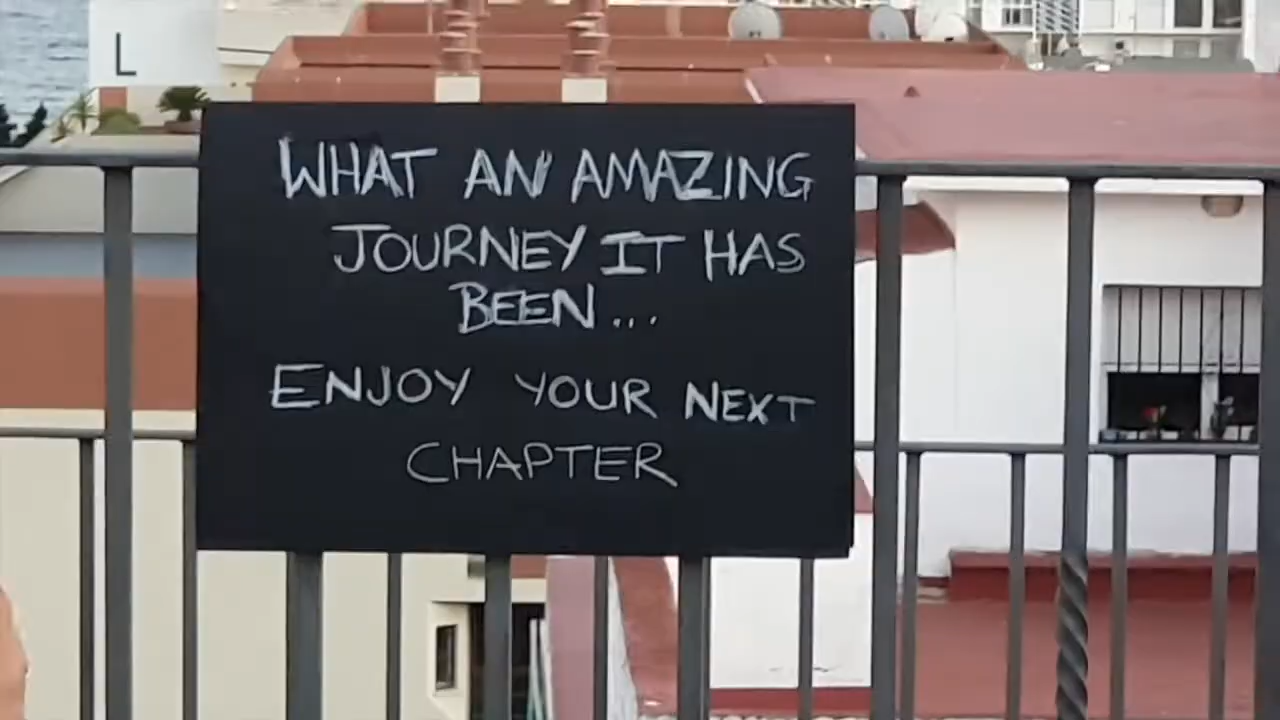 L
WHAT AN AMAZING
JOURNEY IT HAS
BEEN...
ENJOY YOUR NEXT
CHAPTER